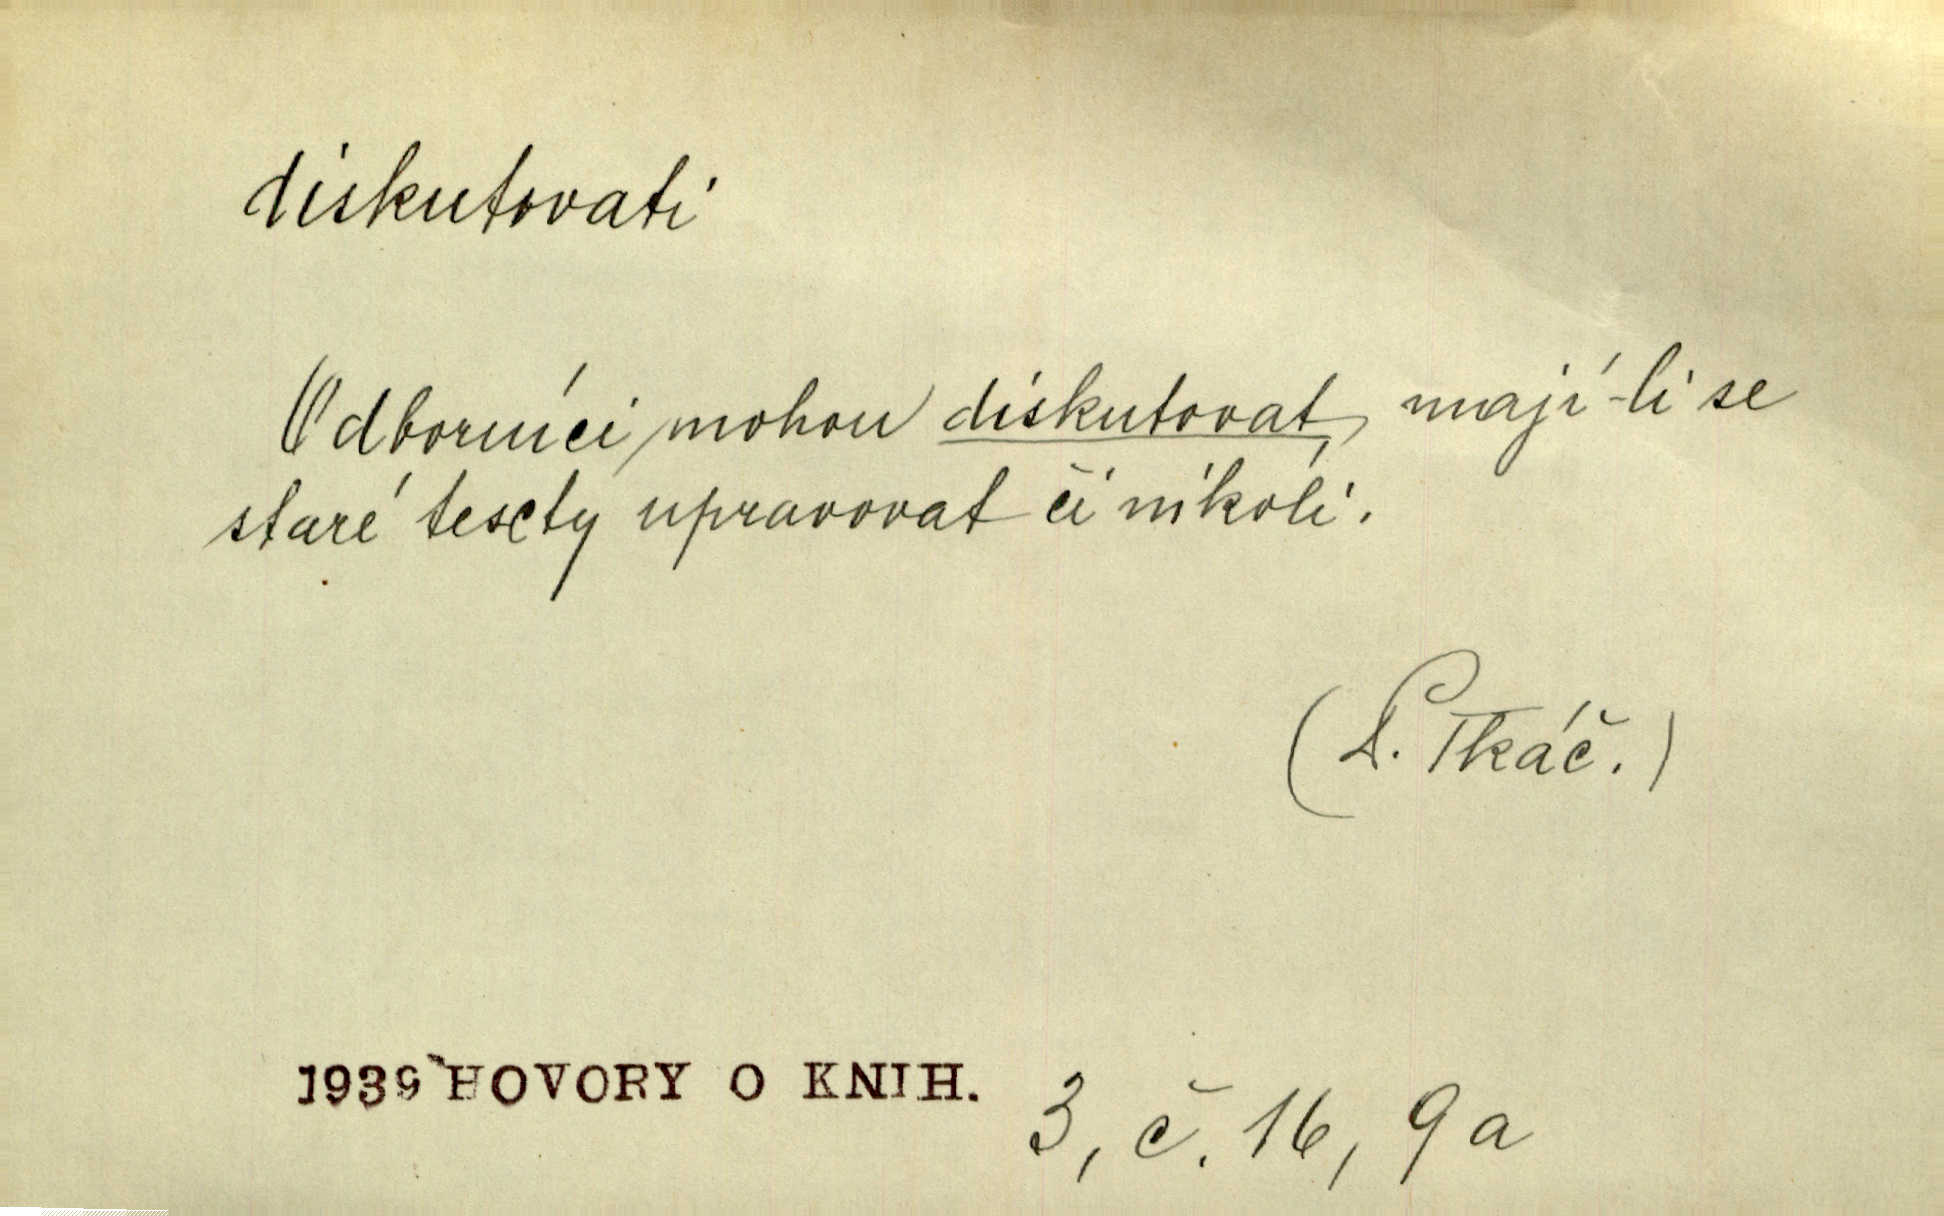 diskutovati
Odborníci mohou diskutovat, mají-li se
staré texty upravovat či nikoli.
(L. Tkáč.)
1939 HOVORY O KNIH. 3, č. 16, 9a